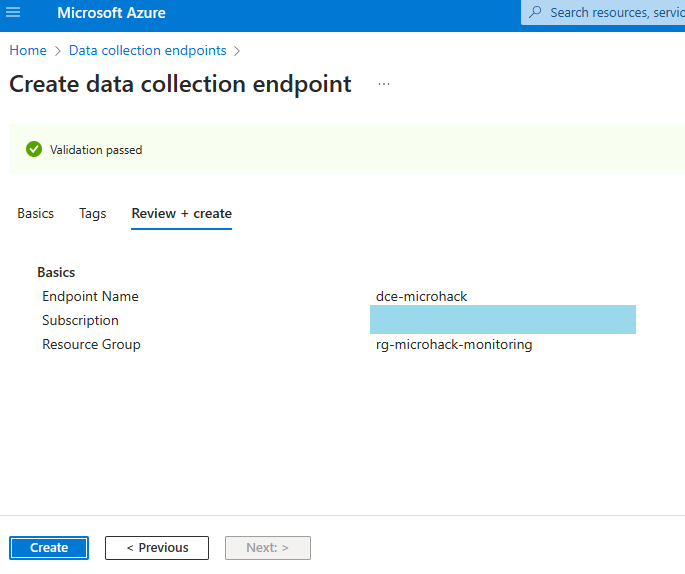 Microsoft Azure
Search resources, servic
Home > Data collection endpoints >
Create data collection endpoint ...
Validation passed
Basics Tags Review + create
Basics
Endpoint Name dce-microhack
Subscription
Resource Group rg-microhack-monitoring
Create < Previous Next: >